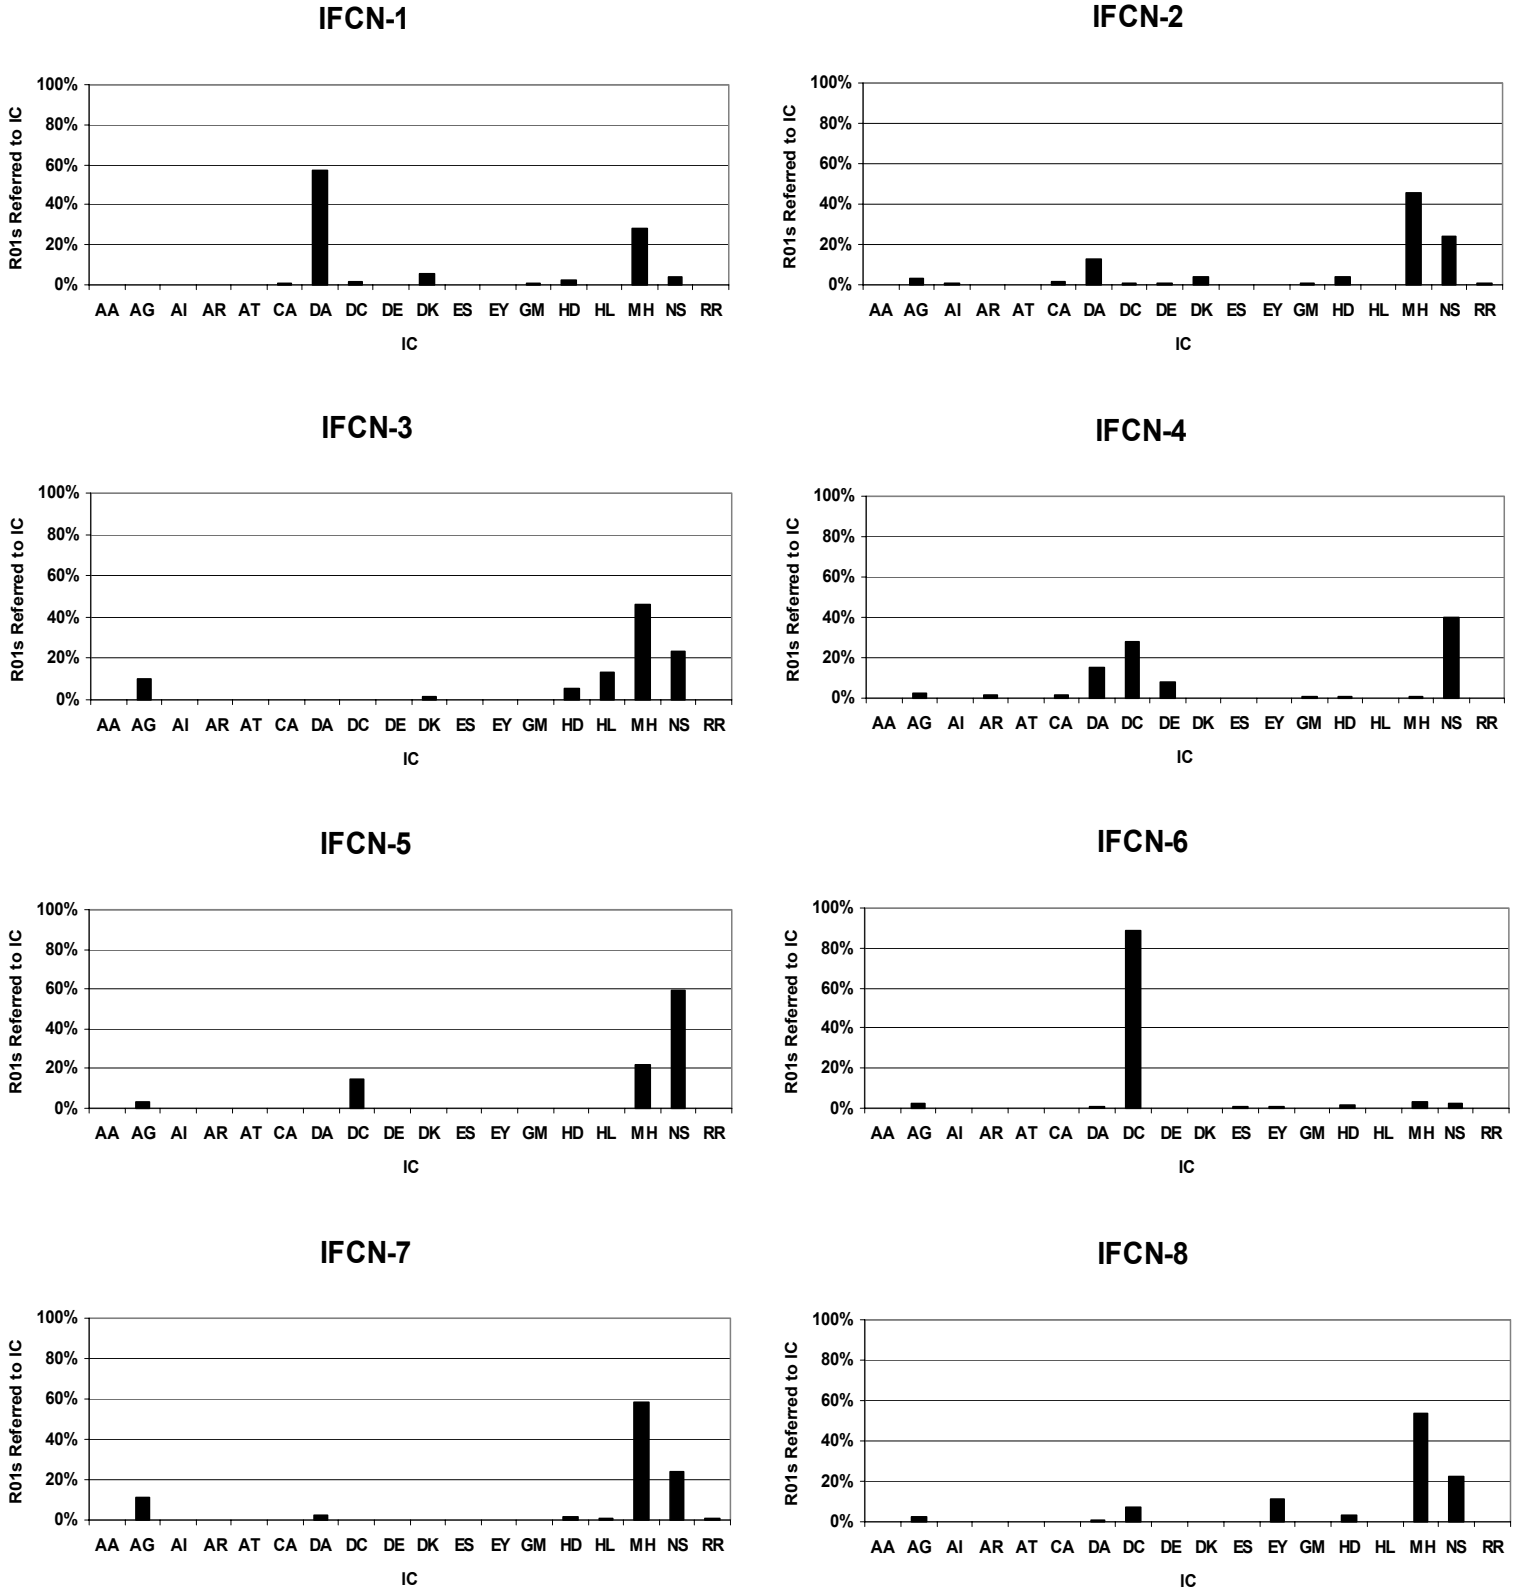 IFCN-1
R01s Referred to IC
100%
80%
60%
40%
20%
0%
AA AG AI AR AT CA DA DC DE DK ES EY GM HD HL MH NS RR
IC
IFCN-2
R01s Referred to IC
100%
80%
60%
40%
20%
0%
AA AG AI AR AT CA DA DC DE DK ES EY GM HD HL MH NS RR
IC
IFCN-3
R01s Referred to IC
100%
80%
60%
40%
20%
0%
AA AG AI AR AT CA DA DC DE DK ES EY GM HD HL MH NS RR
IC
IFCN-4
R01s Referred to IC
100%
80%
60%
40%
20%
0%
AA AG AI AR AT CA DA DC DE DK ES EY GM HD HL MH NS RR
IC
IFCN-5
R01s Referred to IC
100%
80%
60%
40%
20%
0%
AA AG AI AR AT CA DA DC DE DK ES EY GM HD HL MH NS RR
IC
IFCN-6
R01s Referred to IC
100%
80%
60%
40%
20%
0%
AA AG AI AR AT CA DA DC DE DK ES EY GM HD HL MH NS RR
IC
IFCN-7
R01s Referred to IC
100%
80%
60%
40%
20%
0%
AA AG AI AR AT CA DA DC DE DK ES EY GM HD HL MH NS RR
IC
IFCN-8
R01s Referred to IC
100%
80%
60%
40%
20%
0%
AA AG AI AR AT CA DA DC DE DK ES EY GM HD HL MH NS RR
IC